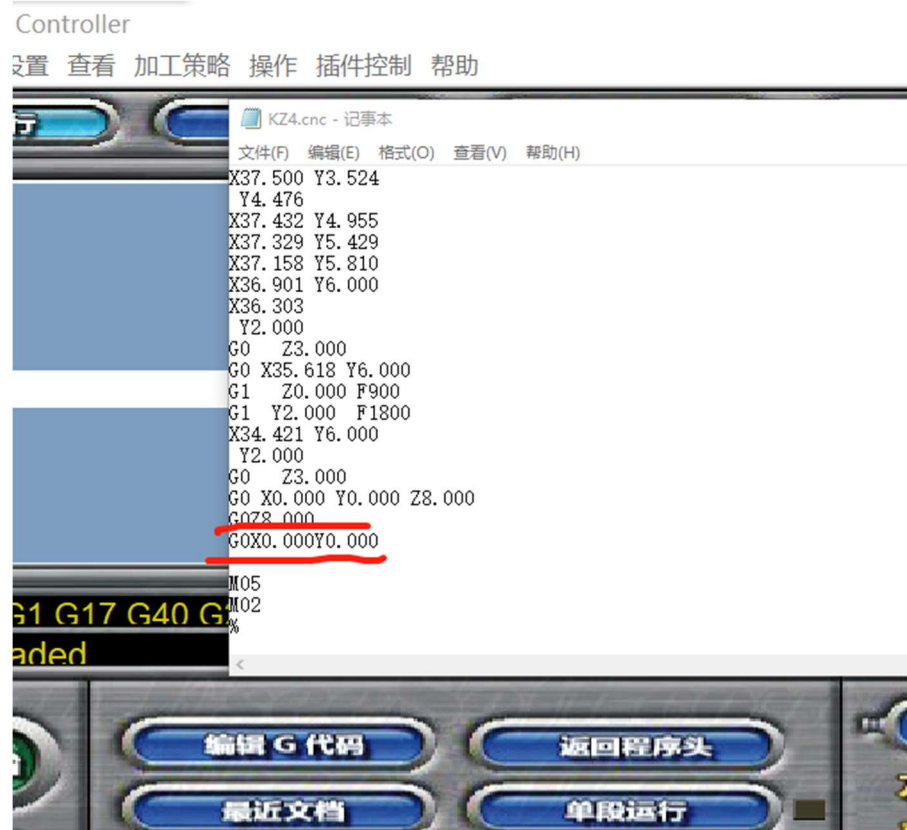 Controller
设置 查看 加工策略 操作 插件控制 帮助
行
KZ4.cnc - 记事本
文件(F) 编辑(E) 格式(O) 查看(V) 帮助(H)
X37.500 Y3.524
Y4.476
X37.432 Y4.955
X37.329 Y5.429
X37.158 Y5.810
X36.901 Y6.000
X36.303
Y2.000
G0 Z3.000
G0 X35.618 Y6.000
G1 Z0.000 F900
G1 Y2.000 F1800
X34.421 Y6.000
Y2.000
G0 Z3.000
G0 X0.000 Y0.000 Z8.000
G0Z8.000
G0X0.000Y0.000
M05
G1 G17 G40 G
M02
%
aded
编辑 G 代码 返回程序头
最近文档 单段运行